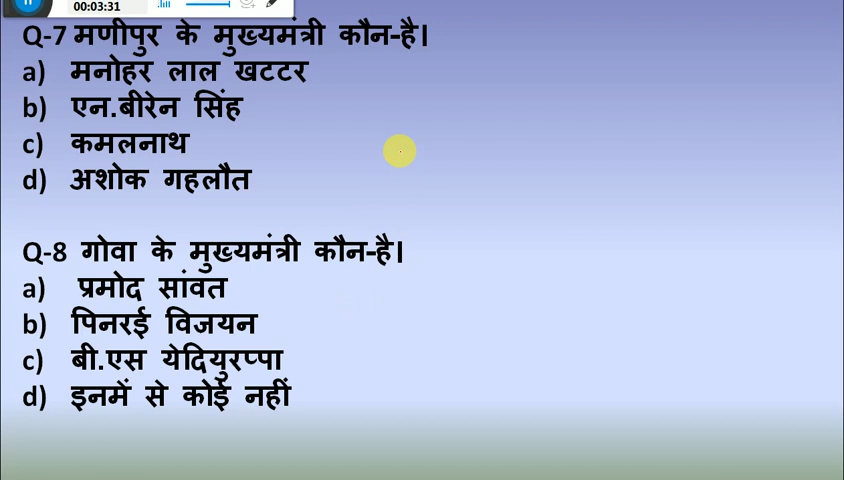 00:03:31
Q-7 मणीपुर के मुख्यमंत्री कौन-है।
a) मनोहर लाल खटटर
b) एन.बीरेन सिंह
c) कमलनाथ
d) अशोक गहलौत
Q-8 गोवा के मुख्यमंत्री कौन-है।
a) प्रमोद सांवत
b) पिनरई विजयन
c) बी.एस येदियुरप्पा
d) इनमें से कोई नहीं